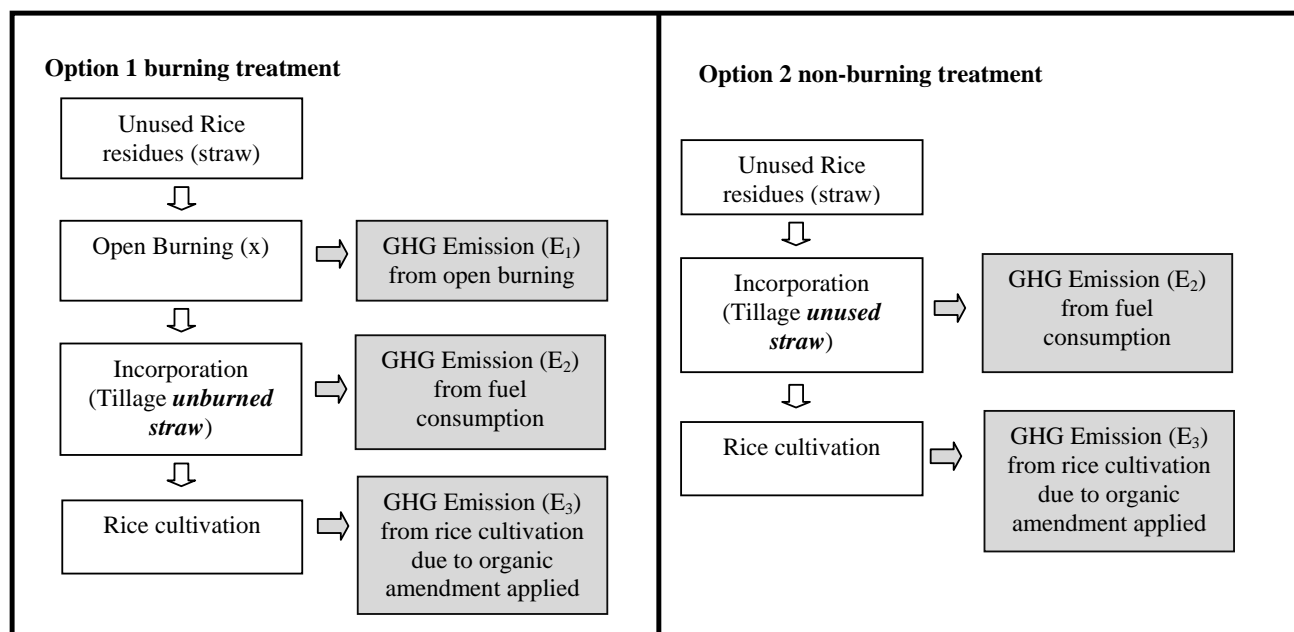 Option 1 burning treatment
Unused Rice
residues (straw)
Open Burning (x)
GHG Emission (E₁)
from open burning
Incorporation
(Tillage unburned
straw)
GHG Emission (E₂)
from fuel
consumption
Rice cultivation
GHG Emission (E₃)
from rice cultivation
due to organic
amendment applied
Option 2 non-burning treatment
Unused Rice
residues (straw)
Incorporation
(Tillage unused
straw)
GHG Emission (E₂)
from fuel
consumption
Rice cultivation
GHG Emission (E₃)
from rice cultivation
due to organic
amendment applied